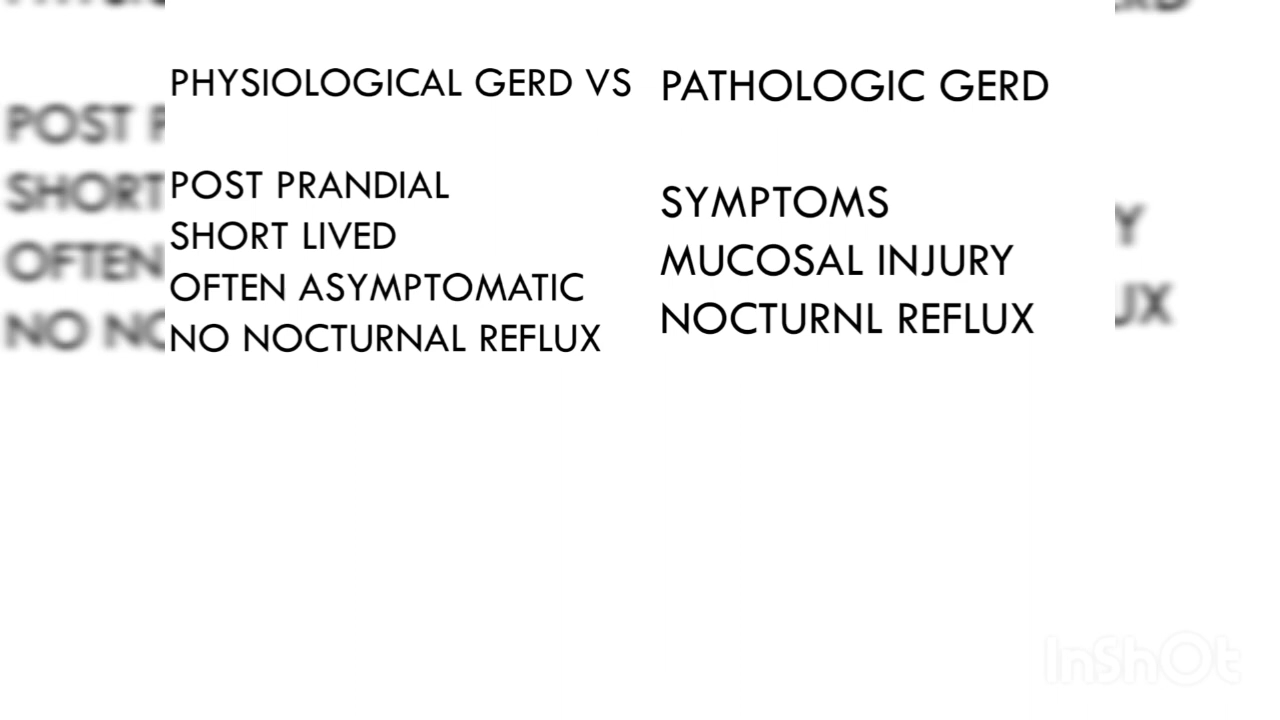 PHYSIOLOGICAL GERD VS
POST PRANDIAL
SHORT LIVED
OFTEN ASYMPTOMATIC
NO NOCTURNAL REFLUX
PATHOLOGIC GERD
SYMPTOMS
MUCOSAL INJURY
NOCTURNL REFLUX
InShOt